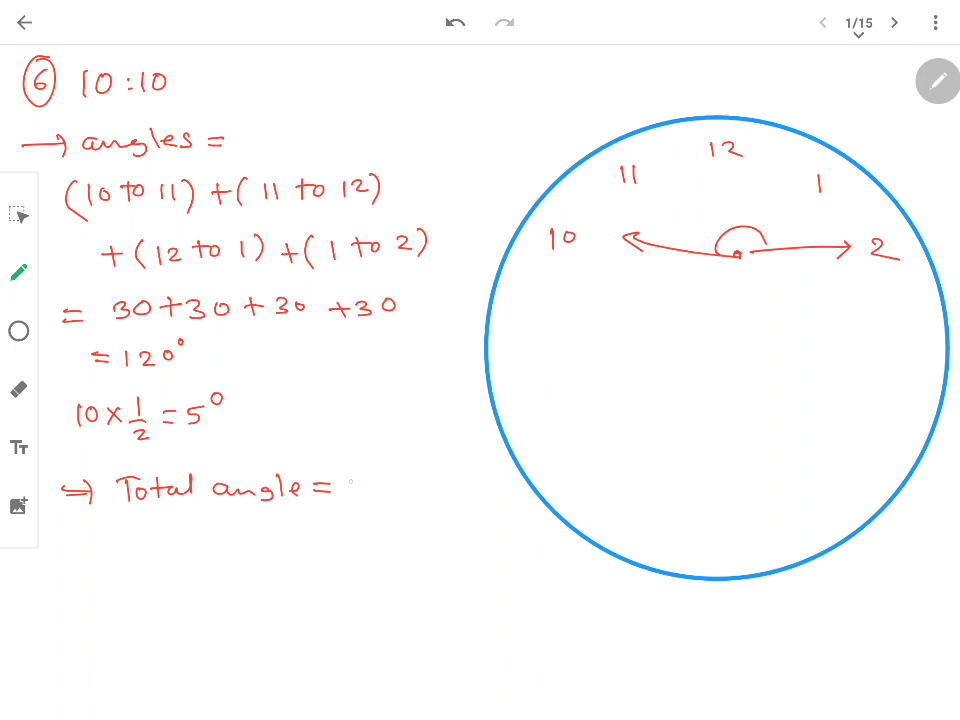 1/15
⑥ 10:10
→ angles =
(10 to 11) + (11 to 12)
+ (12 to 1) + (1 to 2)
= 30 + 30 + 30 + 30
= 120°
10 × 1/2 = 5°
→ Total angle =
12
11
1
10
2
TT